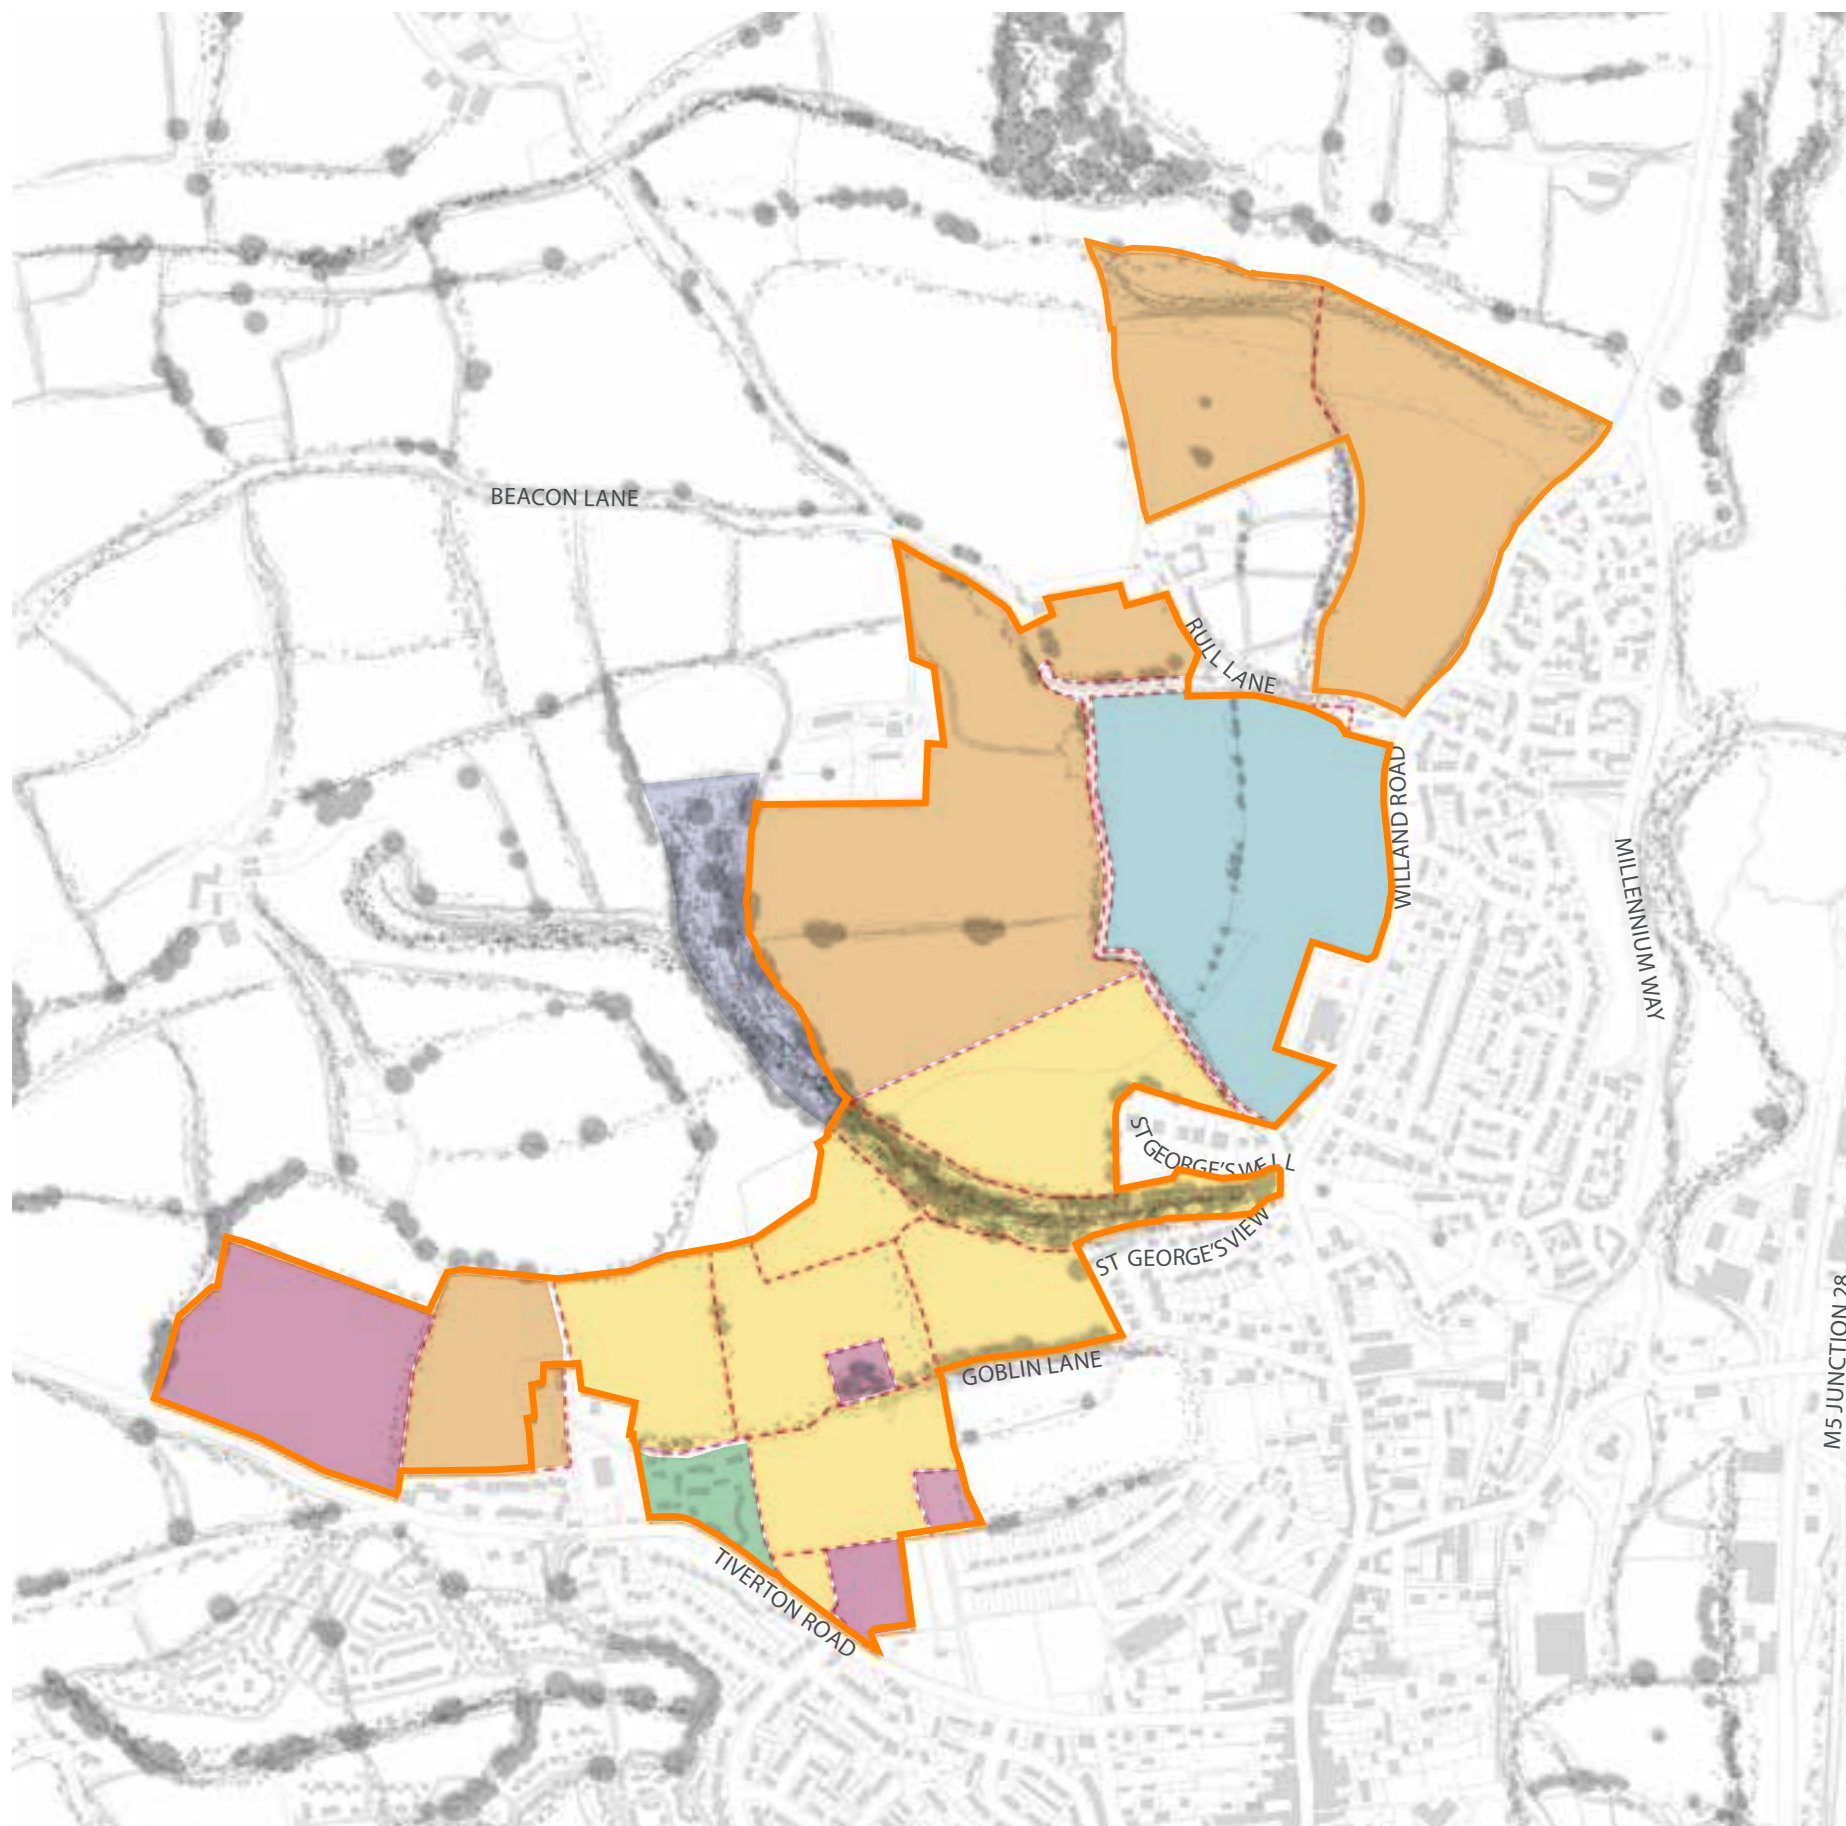 BEACON LANE
RULL LANE
WILLAND ROAD
MILLENNIUM WAY
ST GEORGE'S WELL
ST GEORGE'S VIEW
GOBLIN LANE
M5 JUNCTION 28
TIVERTON ROAD